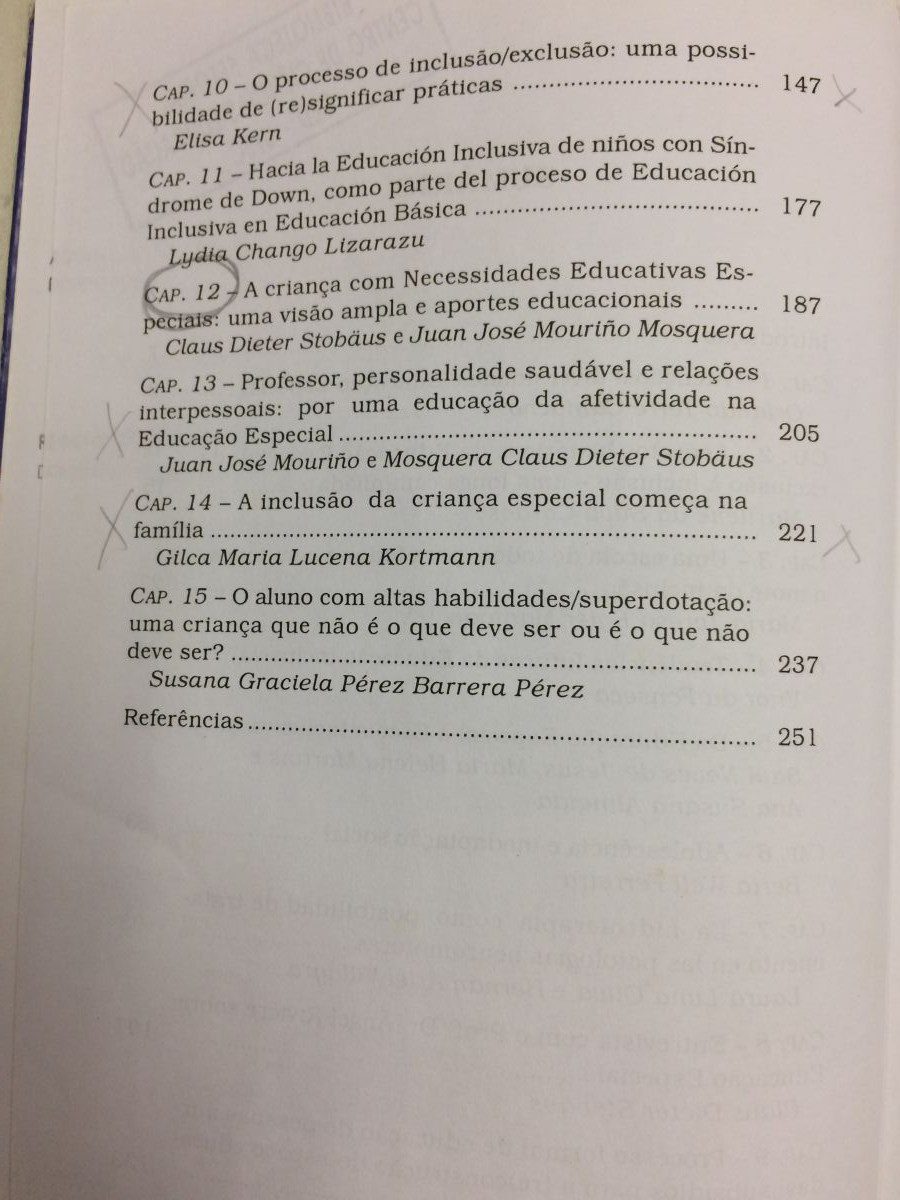 CAP. 10 – O processo de inclusão/exclusão: uma possi-
bilidade de (re)significar práticas ........................................ 147
Elisa Kern
CAP. 11 – Hacia la Educación Inclusiva de niños con Sín-
drome de Down, como parte del proceso de Educación
Inclusiva en Educación Básica ........................................ 177
Lydia Chango Lizarazu
CAP. 12 – A criança com Necessidades Educativas Es-
peciais: uma visão ampla e aportes educacionais ......... 187
Claus Dieter Stobäus e Juan José Mouriño Mosquera
CAP. 13 – Professor, personalidade saudável e relações
interpessoais: por uma educação da afetividade na
Educação Especial ............................................................ 205
Juan José Mouriño e Mosquera Claus Dieter Stobäus
CAP. 14 – A inclusão da criança especial começa na
família ............................................................................... 221
Gilca Maria Lucena Kortmann
CAP. 15 – O aluno com altas habilidades/superdotação:
uma criança que não é o que deve ser ou é o que não
deve ser? ........................................................................... 237
Susana Graciela Pérez Barrera Pérez
Referências ........................................................................ 251